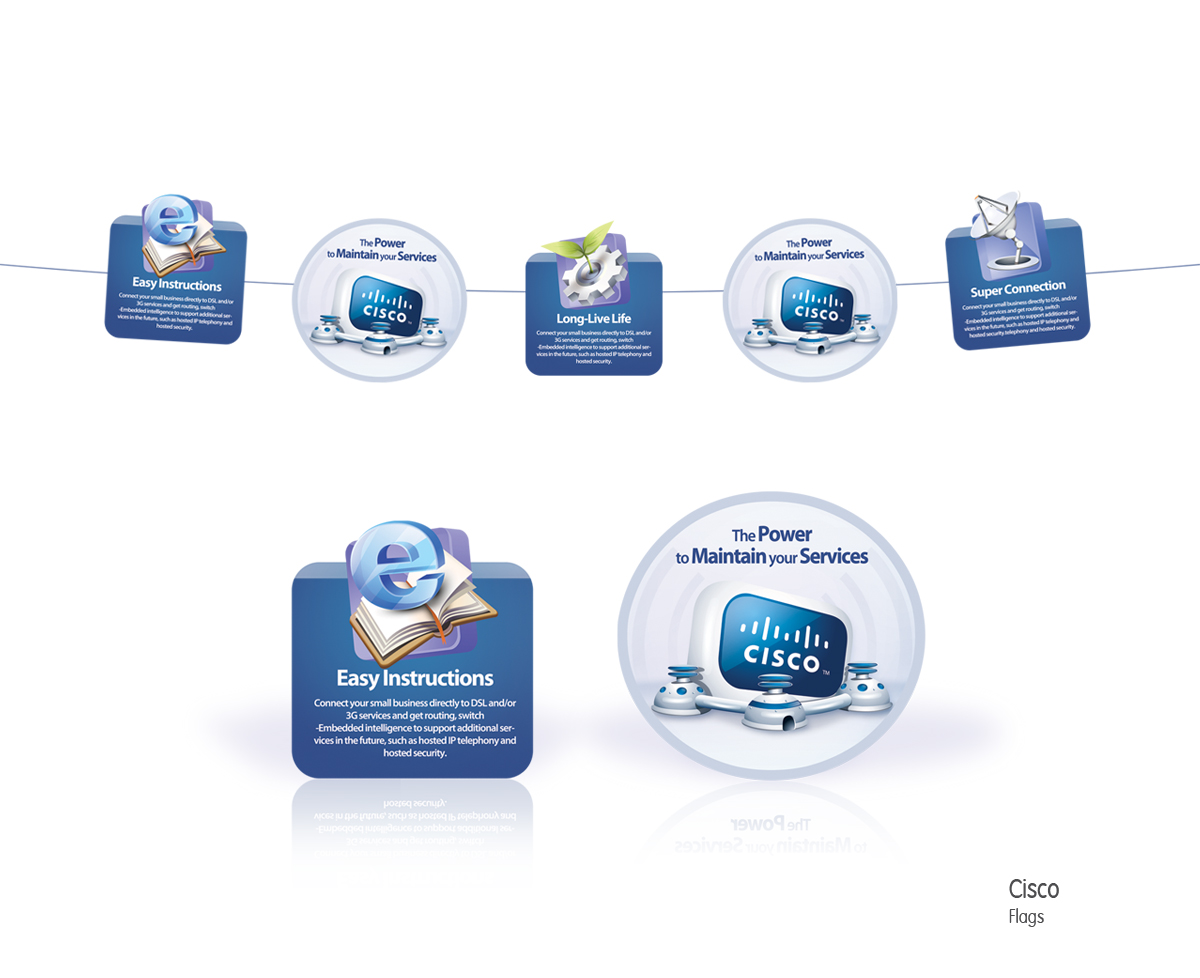 Easy Instructions
Connect your small business directly to DSL and/or
3G services and get routing, switch
-Embedded intelligence to support additional ser-
vices in the future, such as hosted IP telephony and
hosted security.
The Power
to Maintain your Services
CISCO
TM
Long-Live Life
Connect your small business directly to DSL and/or
3G services and get routing, switch
-Embedded intelligence to support additional ser-
vices in the future, such as hosted IP telephony and
hosted security.
The Power
to Maintain your Services
CISCO
TM
Super Connection
Connect your small business directly to DSL and/or
3G services and get routing, switch
-Embedded intelligence to support additional ser-
vices in the future, such as hosted IP telephony and
hosted security telephony and hosted security.
Easy Instructions
Connect your small business directly to DSL and/or
3G services and get routing, switch
-Embedded intelligence to support additional ser-
vices in the future, such as hosted IP telephony and
hosted security.
The Power
to Maintain your Services
CISCO
TM
Cisco
Flags